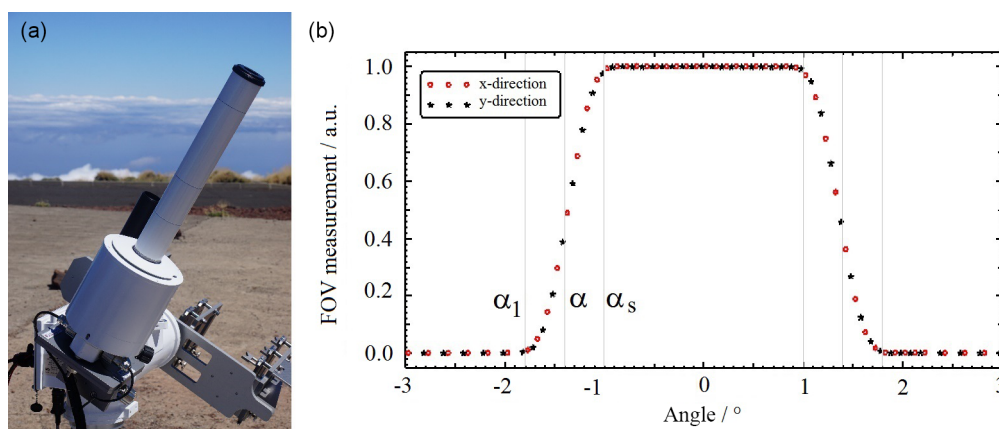 (a)
(b)
FOV measurement / a.u.
1.0
0.8
0.6
0.4
0.2
0.0
x-direction
y-direction
α₁ α αₛ
-3 -2 -1 0 1 2 3
Angle / °